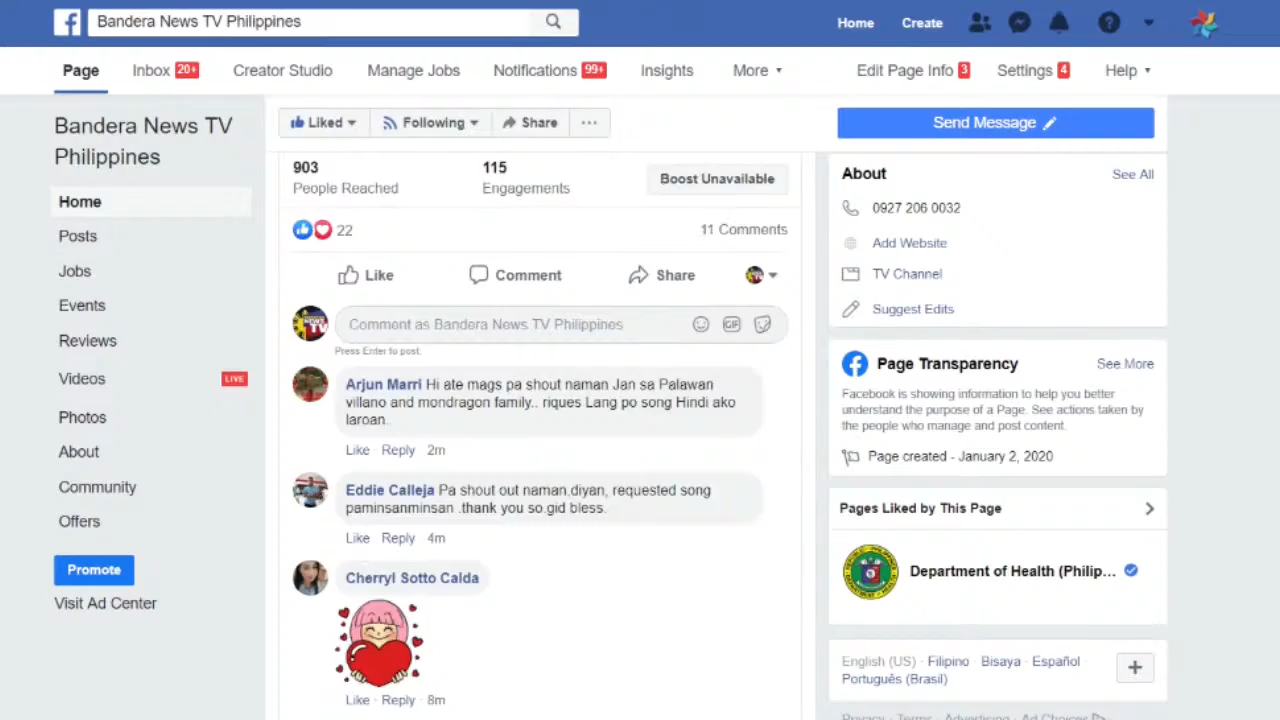 Bandera News TV Philippines
Home
Create
Page
Inbox 20+
Creator Studio
Manage Jobs
Notifications 99+
Insights
More
Edit Page Info 3
Settings 4
Help
Bandera News TV
Philippines
Home
Posts
Jobs
Events
Reviews
Videos LIVE
Photos
About
Community
Offers
Promote
Visit Ad Center
Liked
Following
Share
Send Message
903
People Reached
115
Engagements
Boost Unavailable
22
11 Comments
Like
Comment
Share
Comment as Bandera News TV Philippines
GIF
Press Enter to post.
Arjun Marri Hi ate mags pa shout naman Jan sa Palawan
villano and mondragon family.. riques Lang po song Hindi ako
laroan.
Like · Reply · 2m
Eddie Calleja Pa shout out naman,diyan, requested song
paminsanminsan .thank you so.gid bless.
Like · Reply · 4m
Cherryl Sotto Calda
Like · Reply · 8m
About
See All
0927 206 0032
Add Website
TV Channel
Suggest Edits
Page Transparency
See More
Facebook is showing information to help you better
understand the purpose of a Page. See actions taken by
the people who manage and post content.
Page created - January 2, 2020
Pages Liked by This Page
Department of Health (Philip...
English (US) · Filipino · Bisaya · Español
Português (Brasil)
Privacy · Terms · Advertising · Ad Choices